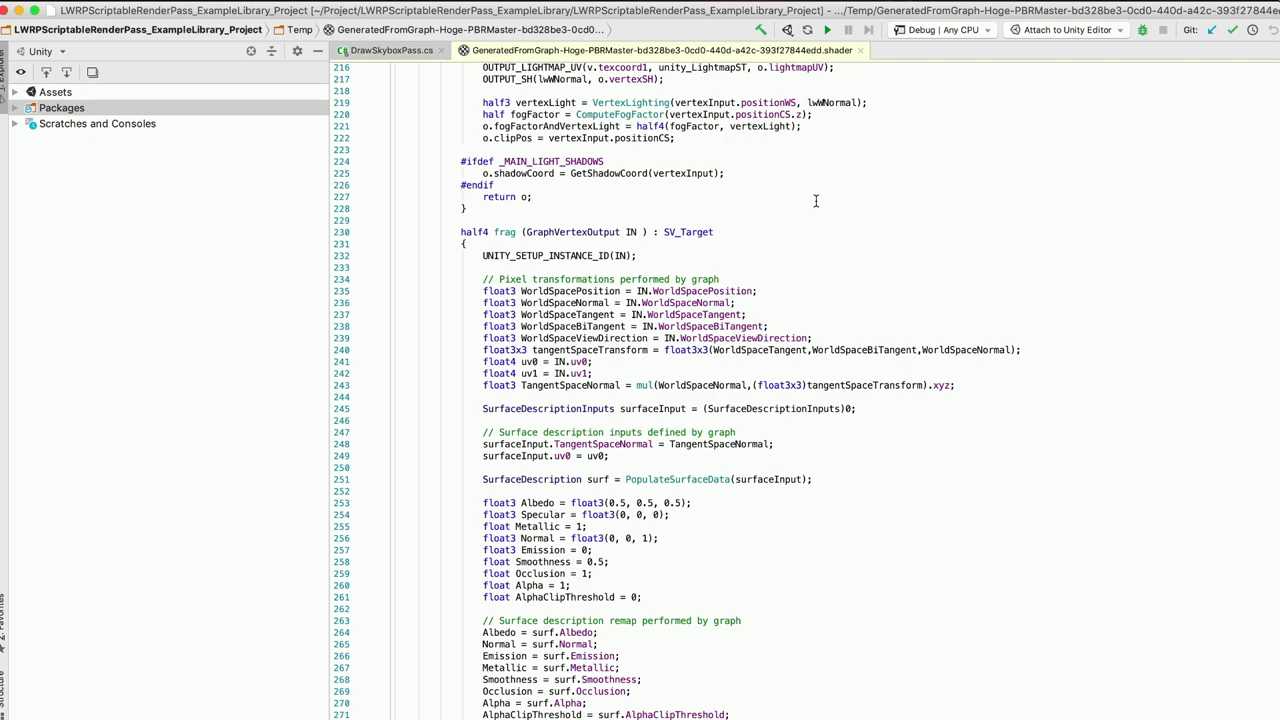 LWRPScriptableRenderPass_ExampleLibrary_Project [~/Project/LWRPScriptableRenderPass_ExampleLibrary/LWRPScriptableRenderPass_ExampleLibrary_Project] - .../Temp/GeneratedFromGraph-Hoge-PBRMaster-bd328be3-0cd0-440d-a42c-393f27844e
LWRPScriptableRenderPass_ExampleLibrary_Project Temp GeneratedFromGraph-Hoge-PBRMaster-bd328be3-0cd0... Debug | Any CPU Attach to Unity Editor Git:
Unity DrawSkyboxPass.cs GeneratedFromGraph-Hoge-PBRMaster-bd328be3-0cd0-440d-a42c-393f27844edd.shader
Assets
Packages
Scratches and Consoles
216 OUTPUT_LIGHTMAP_UV(v.texcoord1, unity_LightmapST, o.lightmapUV);
217 OUTPUT_SH(lwWNormal, o.vertexSH);
218
219 half3 vertexLight = VertexLighting(vertexInput.positionWS, lwWNormal);
220 half fogFactor = ComputeFogFactor(vertexInput.positionCS.z);
221 o.fogFactorAndVertexLight = half4(fogFactor, vertexLight);
222 o.clipPos = vertexInput.positionCS;
223
224 #ifdef _MAIN_LIGHT_SHADOWS
225 o.shadowCoord = GetShadowCoord(vertexInput);
226 #endif
227 return o;
228 }
229
230 half4 frag (GraphVertexOutput IN ) : SV_Target
231 {
232 UNITY_SETUP_INSTANCE_ID(IN);
233
234 // Pixel transformations performed by graph
235 float3 WorldSpacePosition = IN.WorldSpacePosition;
236 float3 WorldSpaceNormal = IN.WorldSpaceNormal;
237 float3 WorldSpaceTangent = IN.WorldSpaceTangent;
238 float3 WorldSpaceBiTangent = IN.WorldSpaceBiTangent;
239 float3 WorldSpaceViewDirection = IN.WorldSpaceViewDirection;
240 float3x3 tangentSpaceTransform = float3x3(WorldSpaceTangent,WorldSpaceBiTangent,WorldSpaceNormal);
241 float4 uv0 = IN.uv0;
242 float4 uv1 = IN.uv1;
243 float3 TangentSpaceNormal = mul(WorldSpaceNormal,(float3x3)tangentSpaceTransform).xyz;
244
245 SurfaceDescriptionInputs surfaceInput = (SurfaceDescriptionInputs)0;
246
247 // Surface description inputs defined by graph
248 surfaceInput.TangentSpaceNormal = TangentSpaceNormal;
249 surfaceInput.uv0 = uv0;
250
251 SurfaceDescription surf = PopulateSurfaceData(surfaceInput);
252
253 float3 Albedo = float3(0.5, 0.5, 0.5);
254 float3 Specular = float3(0, 0, 0);
255 float Metallic = 1;
256 float3 Normal = float3(0, 0, 1);
257 float3 Emission = 0;
258 float Smoothness = 0.5;
259 float Occlusion = 1;
260 float Alpha = 1;
261 float AlphaClipThreshold = 0;
262
263 // Surface description remap performed by graph
264 Albedo = surf.Albedo;
265 Normal = surf.Normal;
266 Emission = surf.Emission;
267 Metallic = surf.Metallic;
268 Smoothness = surf.Smoothness;
269 Occlusion = surf.Occlusion;
270 Alpha = surf.Alpha;
271 AlphaClipThreshold = surf.AlphaClipThreshold;
2: Favorites
Structure